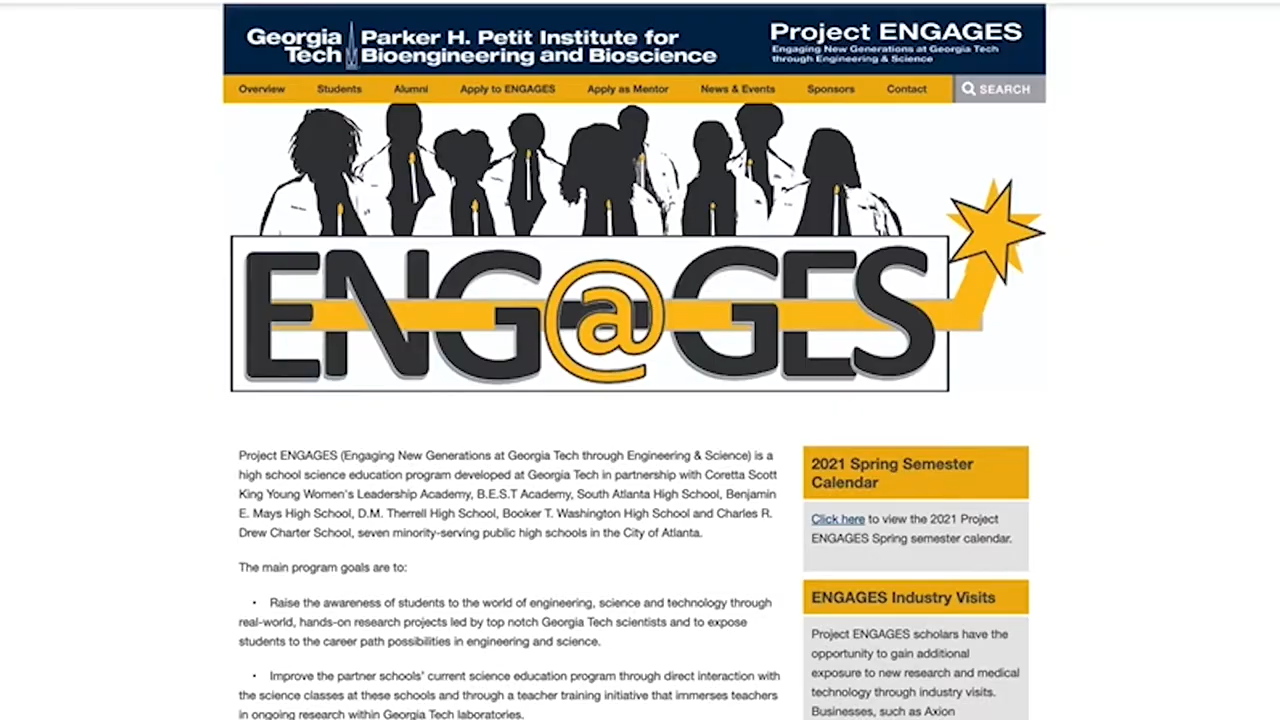 Georgia Tech
Parker H. Petit Institute for
Bioengineering and Bioscience
Project ENGAGES
Engaging New Generations at Georgia Tech
through Engineering & Science
Overview Students Alumni Apply to ENGAGES Apply as Mentor News & Events Sponsors Contact SEARCH
ENG@GES
Project ENGAGES (Engaging New Generations at Georgia Tech through Engineering & Science) is a
high school science education program developed at Georgia Tech in partnership with Coretta Scott
King Young Women's Leadership Academy, B.E.S.T Academy, South Atlanta High School, Benjamin
E. Mays High School, D.M. Therrell High School, Booker T. Washington High School and Charles R.
Drew Charter School, seven minority-serving public high schools in the City of Atlanta.
The main program goals are to:
• Raise the awareness of students to the world of engineering, science and technology through
real-world, hands-on research projects led by top notch Georgia Tech scientists and to expose
students to the career path possibilities in engineering and science.
• Improve the partner schools' current science education program through direct interaction with
the science classes at these schools and through a teacher training initiative that immerses teachers
in ongoing research within Georgia Tech laboratories.
2021 Spring Semester
Calendar
Click here to view the 2021 Project
ENGAGES Spring semester calendar.
ENGAGES Industry Visits
Project ENGAGES scholars have the
opportunity to gain additional
exposure to new research and medical
technology through industry visits.
Businesses, such as Axion